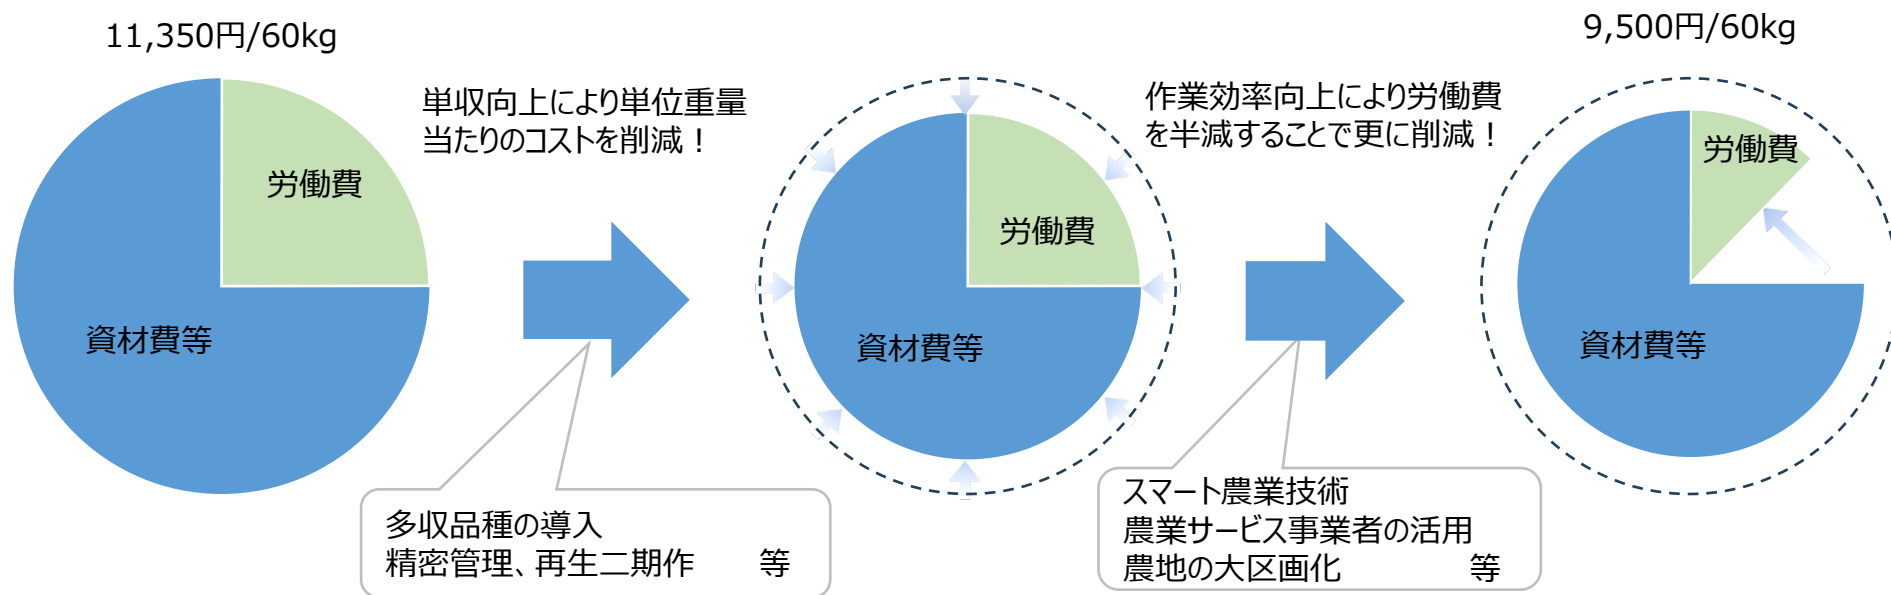 11,350円/60kg
労働費
資材費等
単収向上により単位重量
当たりのコストを削減！
多収品種の導入
精密管理、再生二期作　　等
労働費
資材費等
作業効率向上により労働費
を半減することで更に削減！
スマート農業技術
農業サービス事業者の活用
農地の大区画化　　　　等
9,500円/60kg
労働費
資材費等